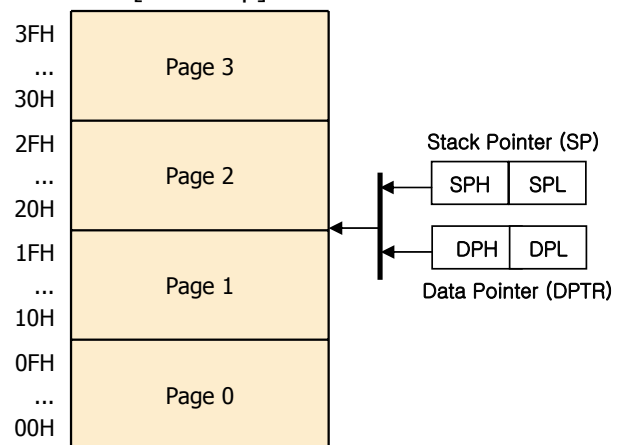 3FH
...
30H
Page 3
2FH
...
20H
Page 2
1FH
...
10H
Page 1
0FH
...
00H
Page 0
Stack Pointer (SP)
SPH SPL
DPH DPL
Data Pointer (DPTR)